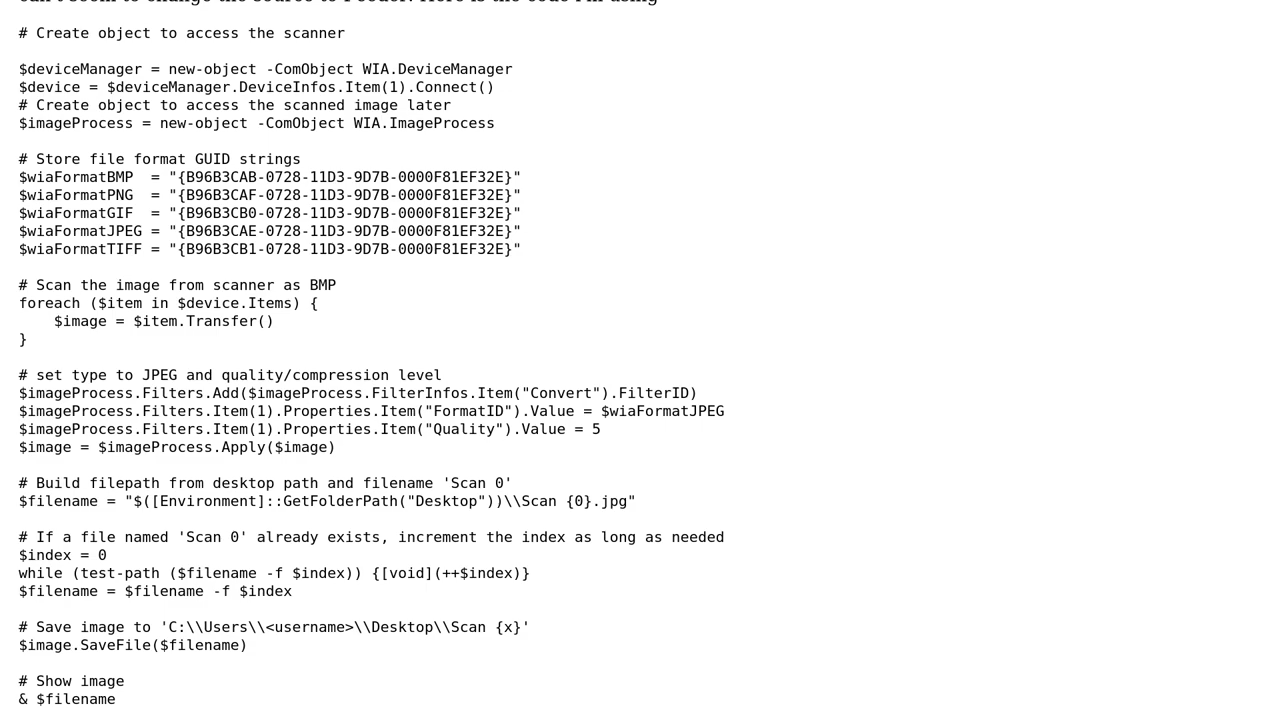 # Create object to access the scanner
$deviceManager = new-object -ComObject WIA.DeviceManager
$device = $deviceManager.DeviceInfos.Item(1).Connect()
# Create object to access the scanned image later
$imageProcess = new-object -ComObject WIA.ImageProcess
# Store file format GUID strings
$wiaFormatBMP  = "{B96B3CAB-0728-11D3-9D7B-0000F81EF32E}"
$wiaFormatPNG  = "{B96B3CAF-0728-11D3-9D7B-0000F81EF32E}"
$wiaFormatGIF  = "{B96B3CB0-0728-11D3-9D7B-0000F81EF32E}"
$wiaFormatJPEG = "{B96B3CAE-0728-11D3-9D7B-0000F81EF32E}"
$wiaFormatTIFF = "{B96B3CB1-0728-11D3-9D7B-0000F81EF32E}"
# Scan the image from scanner as BMP
foreach ($item in $device.Items) {
    $image = $item.Transfer()
}
# set type to JPEG and quality/compression level
$imageProcess.Filters.Add($imageProcess.FilterInfos.Item("Convert").FilterID)
$imageProcess.Filters.Item(1).Properties.Item("FormatID").Value = $wiaFormatJPEG
$imageProcess.Filters.Item(1).Properties.Item("Quality").Value = 5
$image = $imageProcess.Apply($image)
# Build filepath from desktop path and filename 'Scan 0'
$filename = "$([Environment]::GetFolderPath("Desktop"))\\Scan {0}.jpg"
# If a file named 'Scan 0' already exists, increment the index as long as needed
$index = 0
while (test-path ($filename -f $index)) {[void](++$index)}
$filename = $filename -f $index
# Save image to 'C:\\Users\\<username>\\Desktop\\Scan {x}'
$image.SaveFile($filename)
# Show image
& $filename